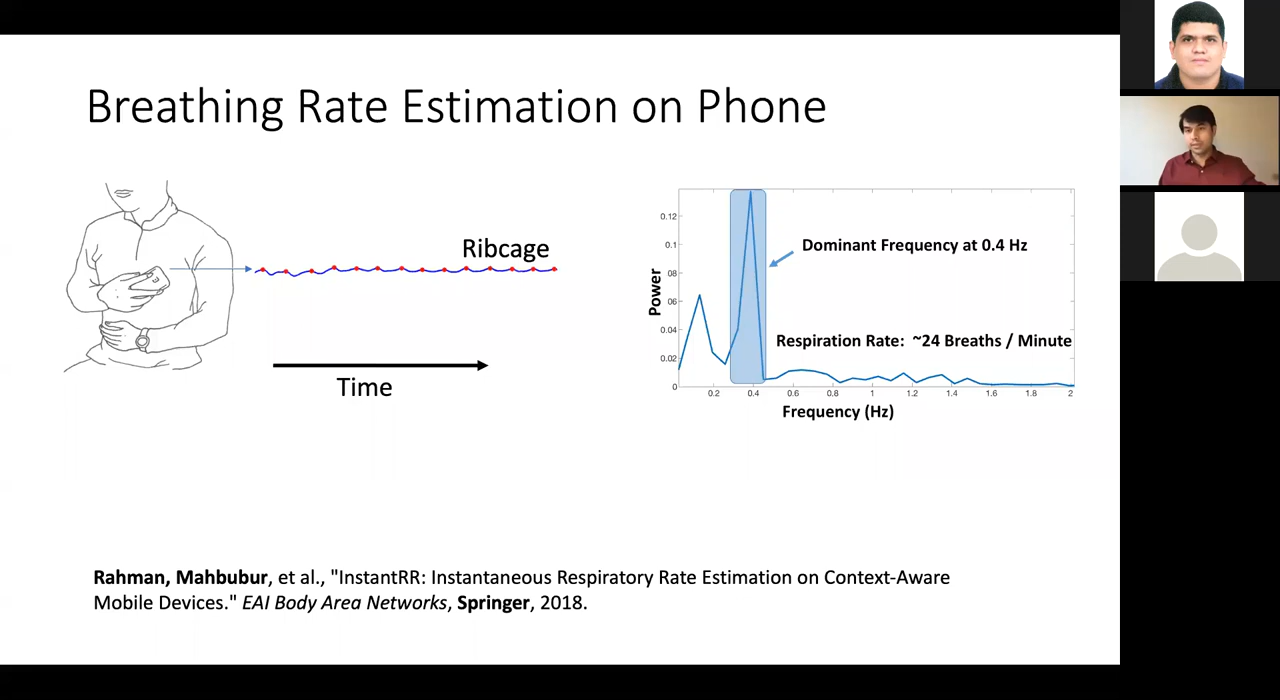 Breathing Rate Estimation on Phone
Ribcage
Time
0.12
0.1
08
06
0.04
0.02
0
Power
Dominant Frequency at 0.4 Hz
Respiration Rate: ~24 Breaths / Minute
0.2 0.4 0.6 0.8 1 1.2 1.4 1.6 1.8 2
Frequency (Hz)
Rahman, Mahbubur, et al., "InstantRR: Instantaneous Respiratory Rate Estimation on Context-Aware
Mobile Devices." EAI Body Area Networks, Springer, 2018.